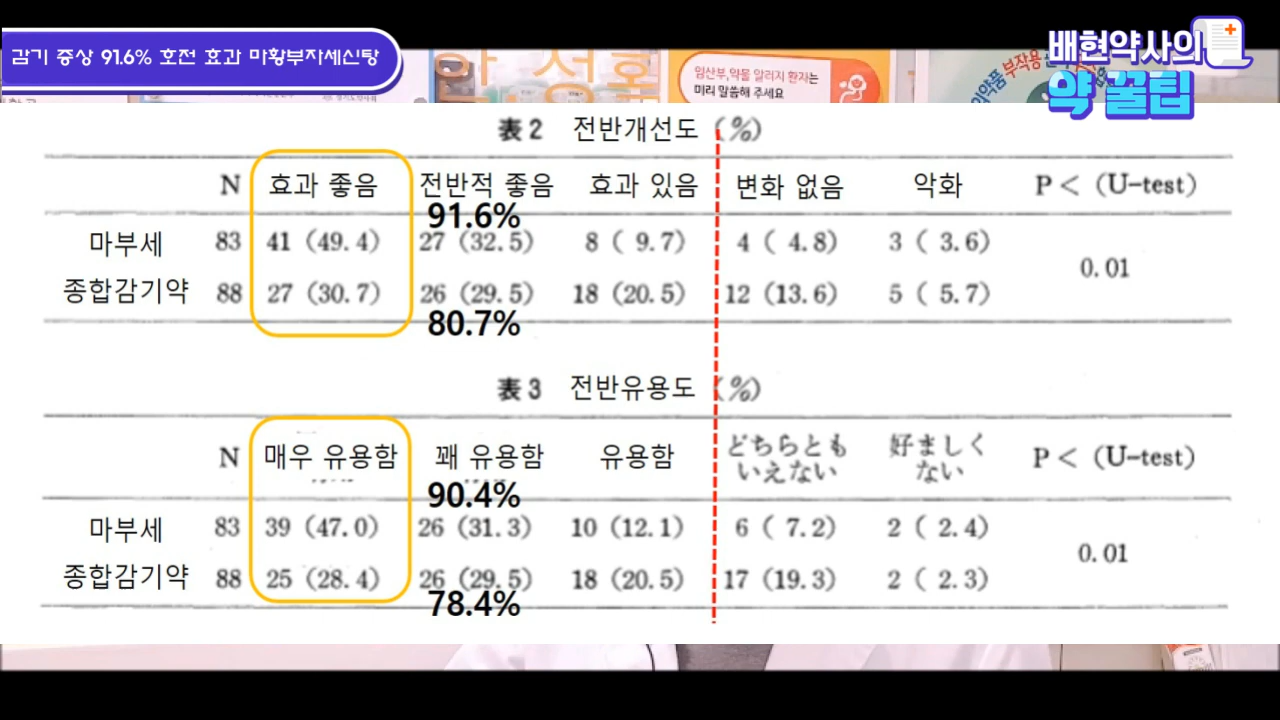 감기 증상 91.6% 호전 효과 마황부자세신탕
배현약사의
약 꿀팁
임산부,약물 알러지 환자는
미리 말씀해 주세요
부작용
表2 전반개선도 (%)
N 효과 좋음 전반적 좋음 효과 있음 변화 없음 악화 P < (U-test)
91.6%
마부세 83 41 (49.4) 27 (32.5) 8 ( 9.7) 4 ( 4.8) 3 ( 3.6)
0.01
종합감기약 88 27 (30.7) 26 (29.5) 18 (20.5) 12 (13.6) 5 ( 5.7)
80.7%
表3 전반유용도 (%)
N 매우 유용함 꽤 유용함 유용함 どちらとも 好ましく P < (U-test)
いえない ない
90.4%
마부세 83 39 (47.0) 26 (31.3) 10 (12.1) 6 ( 7.2) 2 ( 2.4)
0.01
종합감기약 88 25 (28.4) 26 (29.5) 18 (20.5) 17 (19.3) 2 ( 2.3)
78.4%